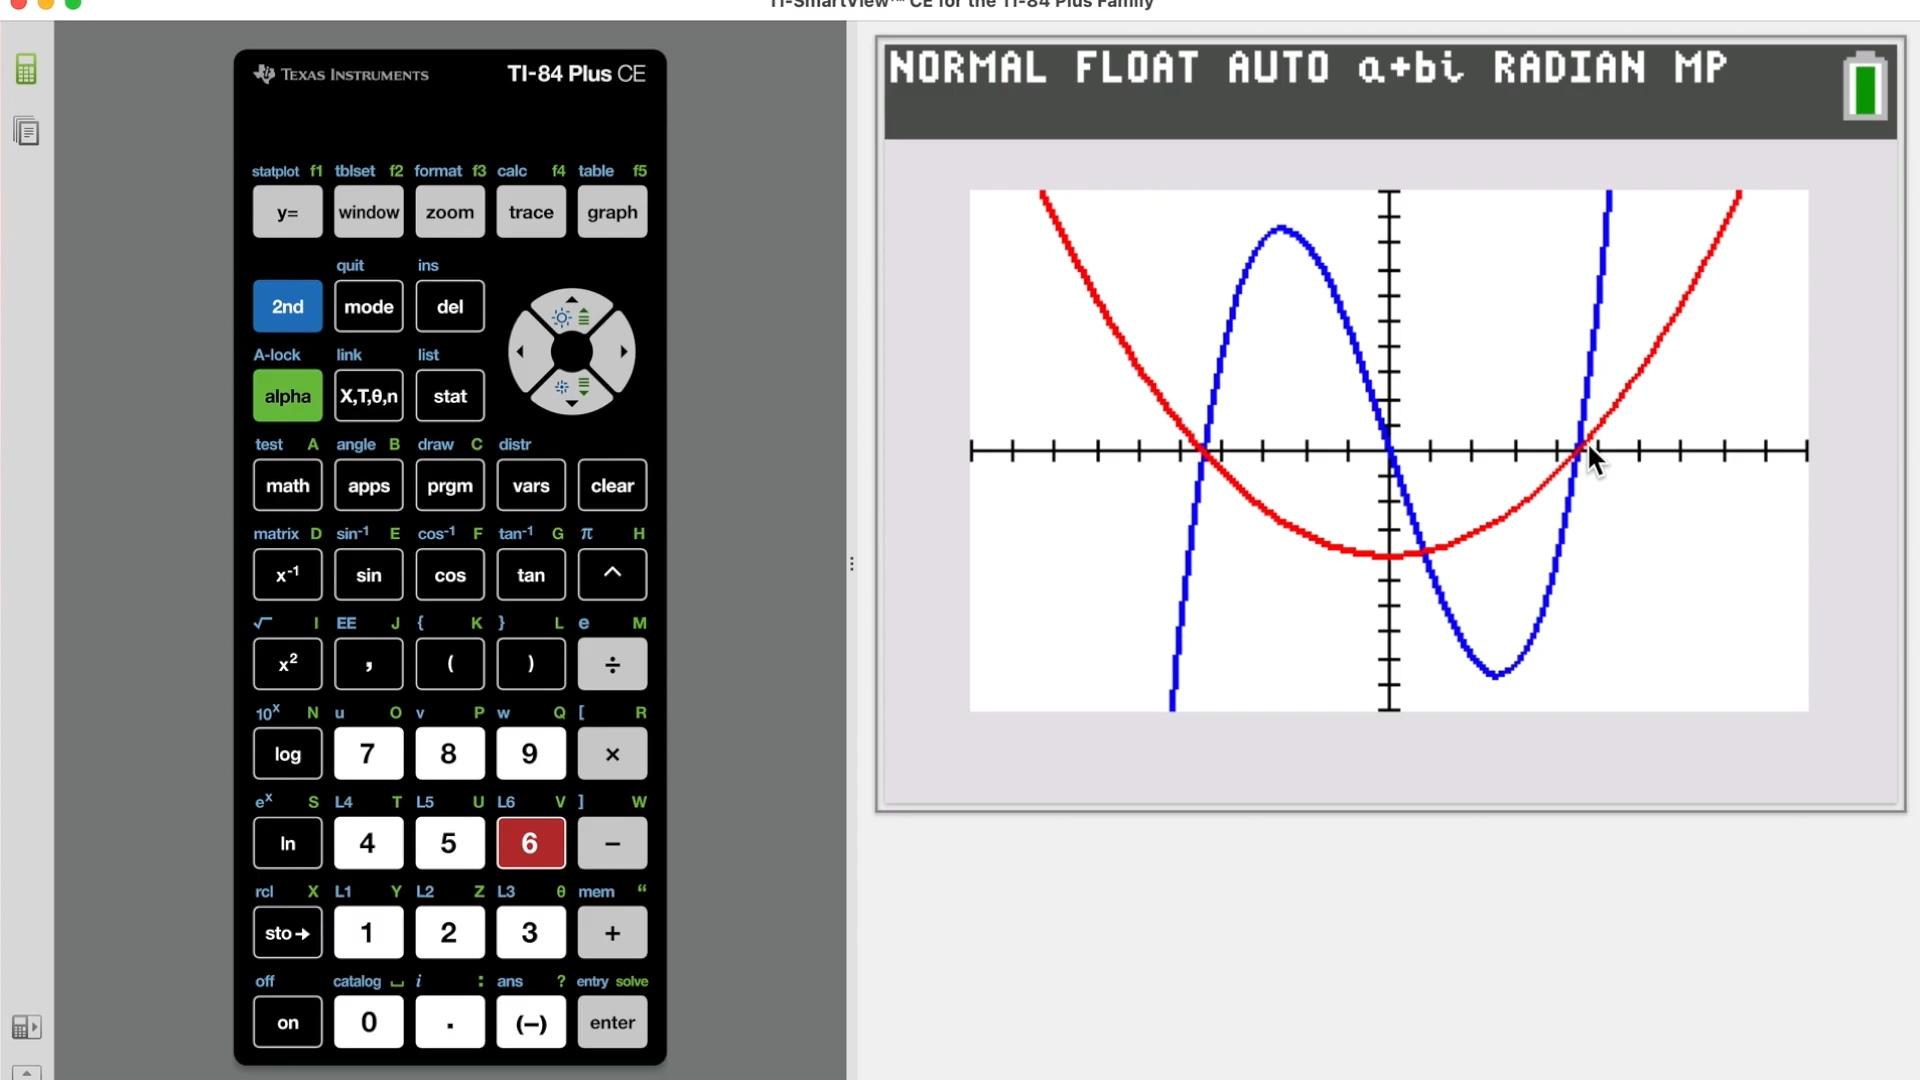 TI-SmartView™ CE for the TI-84 Plus Family
TEXAS INSTRUMENTS TI-84 Plus CE
statplot f1 tblset f2 format f3 calc f4 table f5
y= window zoom trace graph
quit ins
2nd mode del
A-lock link list
alpha X,T,θ,n stat
test A angle B draw C distr
math apps prgm vars clear
matrix D sin-1 E cos-1 F tan-1 G π H
x-1 sin cos tan ^
√ I EE J { K } L e M
x² , ( ) ÷
10x N u O v P w Q [ R
log 7 8 9 ×
ex S L4 T L5 U L6 V ] W
ln 4 5 6 −
rcl X L1 Y L2 Z L3 θ mem “
sto→ 1 2 3 +
off catalog ⎵ i : ans ? entry solve
on 0 . (−) enter
NORMAL FLOAT AUTO a+bi RADIAN MP